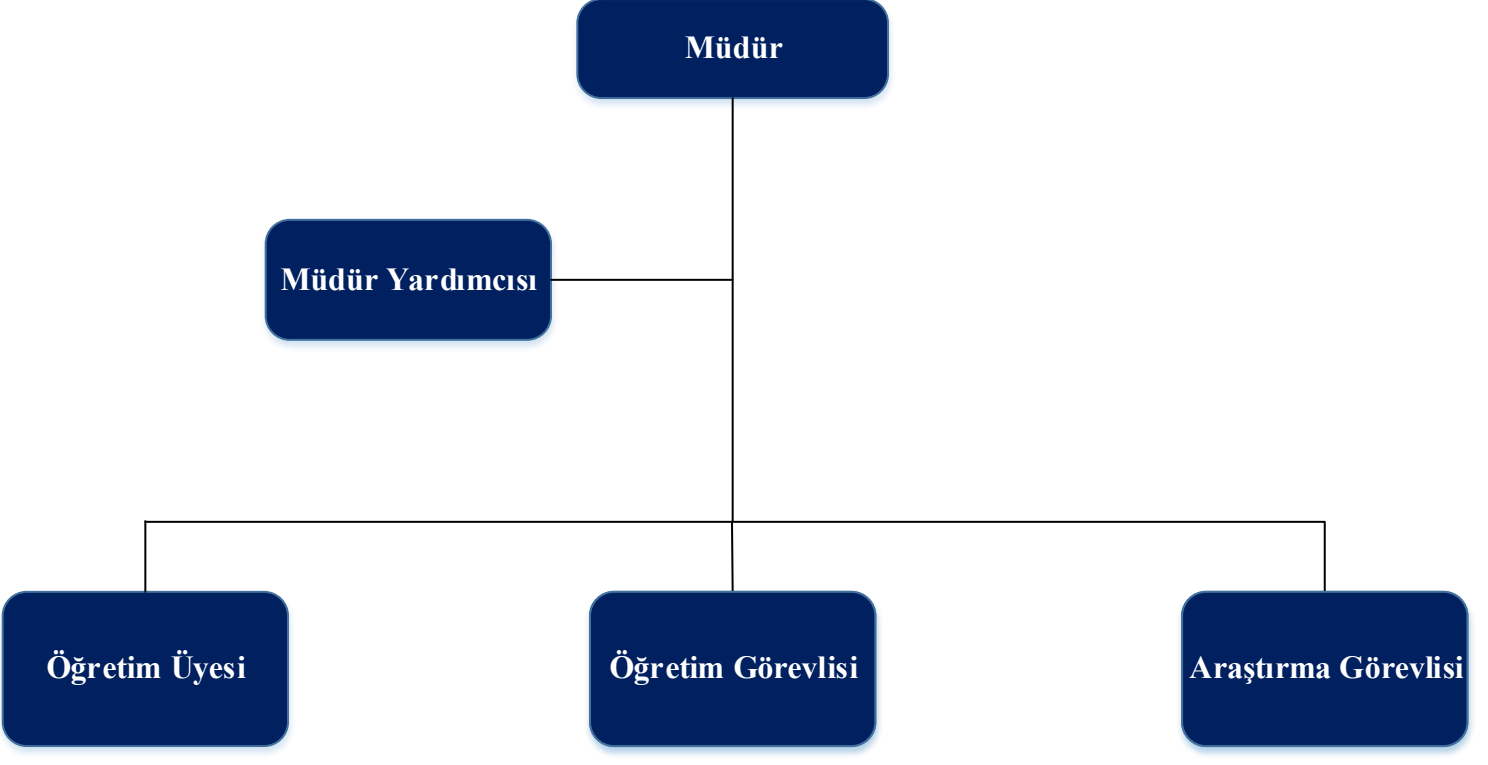 Müdür
Müdür Yardımcısı
Öğretim Üyesi
Öğretim Görevlisi
Araştırma Görevlisi